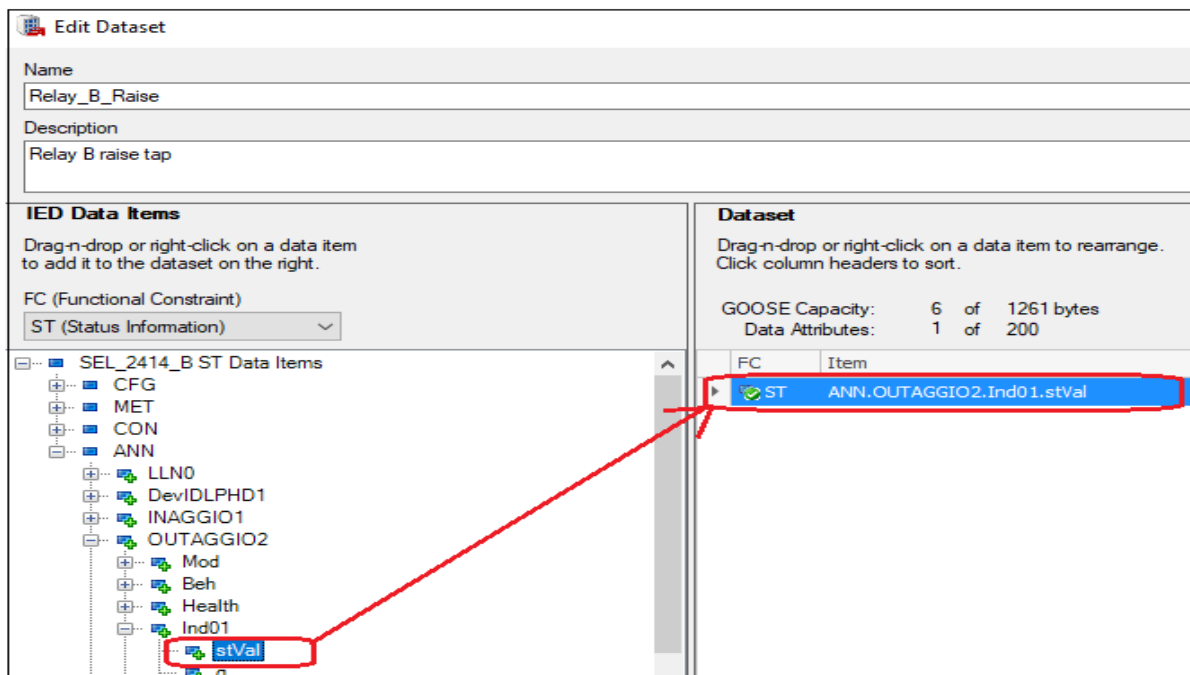 Edit Dataset
Name
Relay_B_Raise
Description
Relay B raise tap
IED Data Items
Drag-n-drop or right-click on a data item
to add it to the dataset on the right.
FC (Functional Constraint)
ST (Status Information)
SEL_2414_B ST Data Items
CFG
MET
CON
ANN
LLN0
DevIDLPHD1
INAGGIO1
OUTAGGIO2
Mod
Beh
Health
Ind01
stVal
Dataset
Drag-n-drop or right-click on a data item to rearrange.
Click column headers to sort.
GOOSE Capacity: 6 of 1261 bytes
Data Attributes: 1 of 200
FC Item
ST ANN.OUTAGGIO2.Ind01.stVal